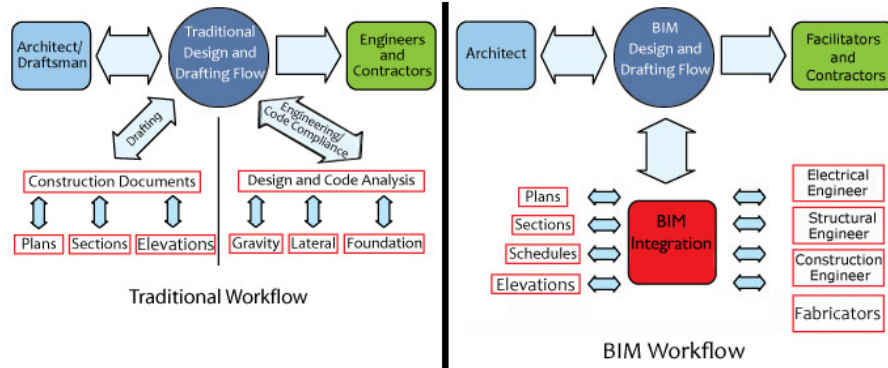 Architect/
Draftsman
Traditional
Design and
Drafting Flow
Engineers
and
Contractors
Drafting
Engineering/
Code Compliance
Construction Documents
Design and Code Analysis
Plans
Sections
Elevations
Gravity
Lateral
Foundation
Traditional Workflow
Architect
BIM
Design and
Drafting Flow
Facilitators
and
Contractors
Plans
Sections
Schedules
Elevations
BIM
Integration
Electrical
Engineer
Structural
Engineer
Construction
Engineer
Fabricators
BIM Workflow